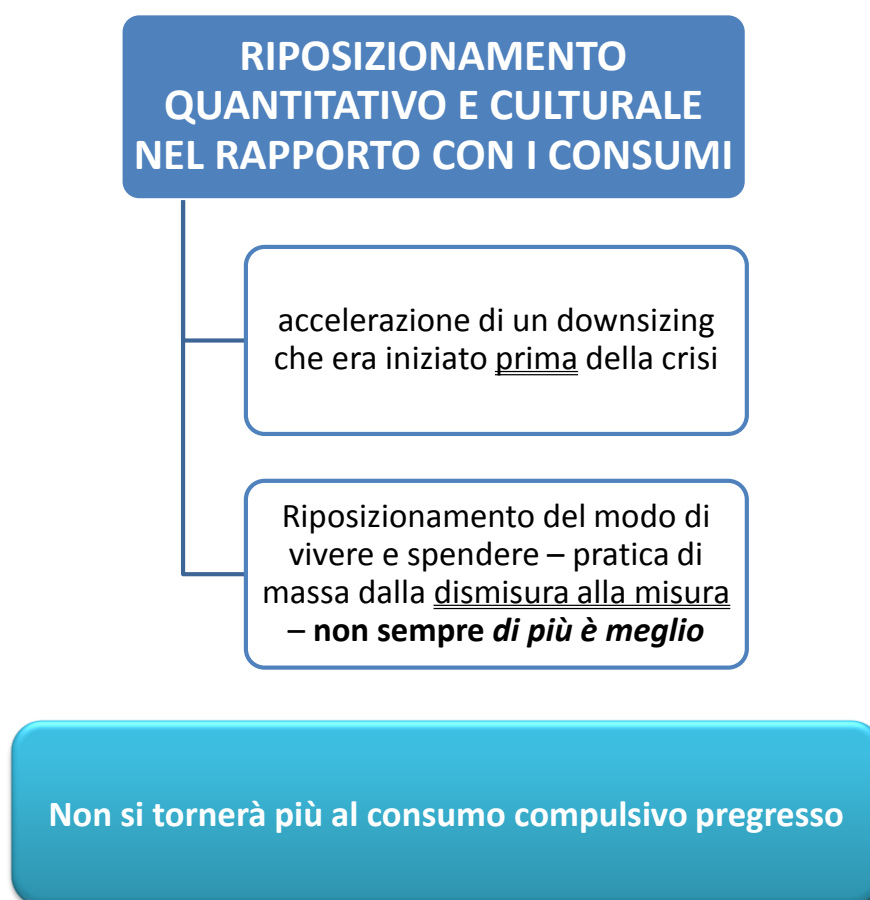 RIPOSIZIONAMENTO
QUANTITATIVO E CULTURALE
NEL RAPPORTO CON I CONSUMI
accelerazione di un downsizing
che era iniziato prima della crisi
Riposizionamento del modo di
vivere e spendere – pratica di
massa dalla dismisura alla misura
– non sempre di più è meglio
Non si tornerà più al consumo compulsivo pregresso